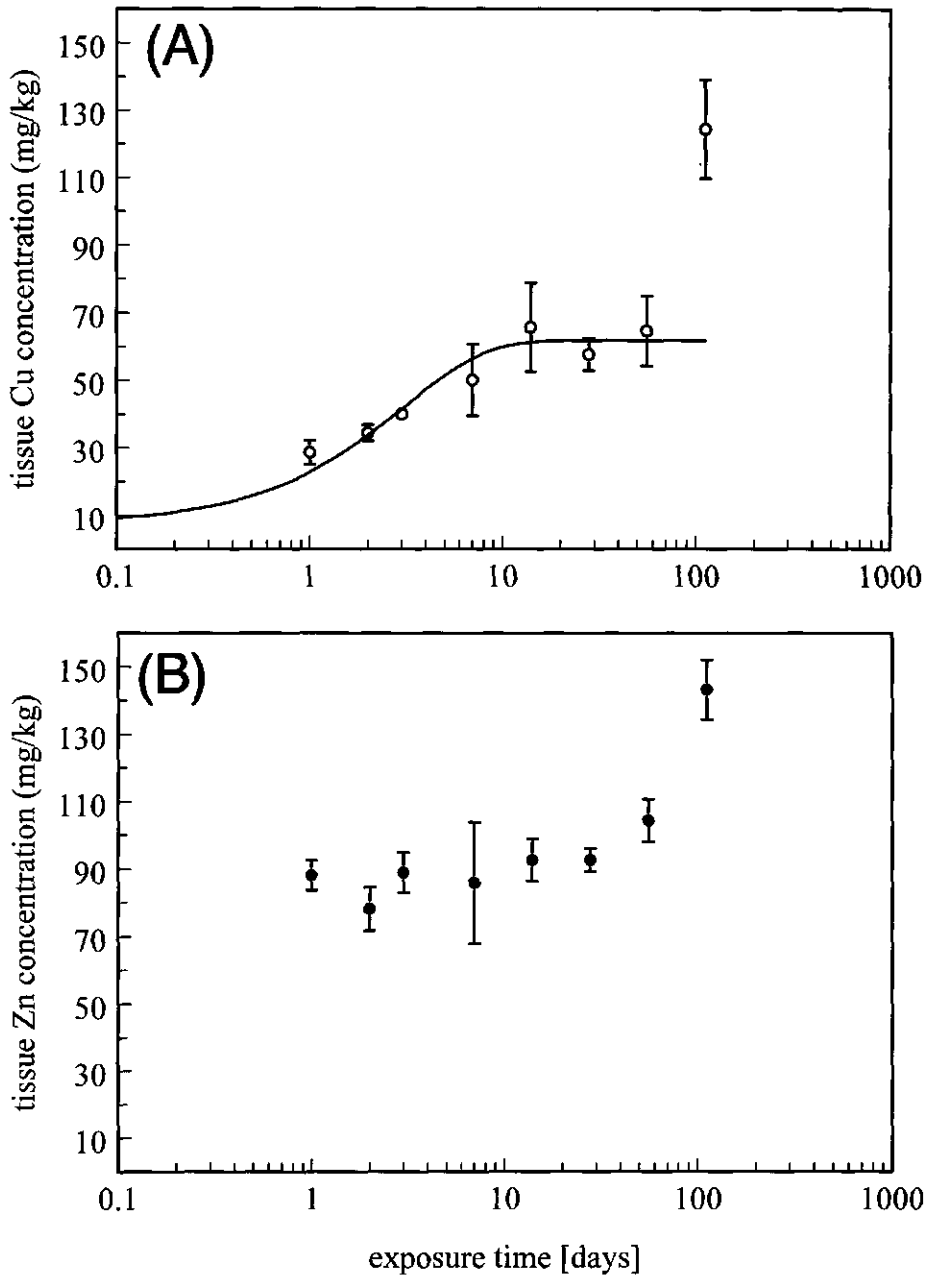 (A)
tissue Cu concentration (mg/kg)
150
130
110
90
70
50
30
10
0.1 1 10 100 1000
(B)
tissue Zn concentration (mg/kg)
150
130
110
90
70
50
30
10
0.1 1 10 100 1000
exposure time [days]